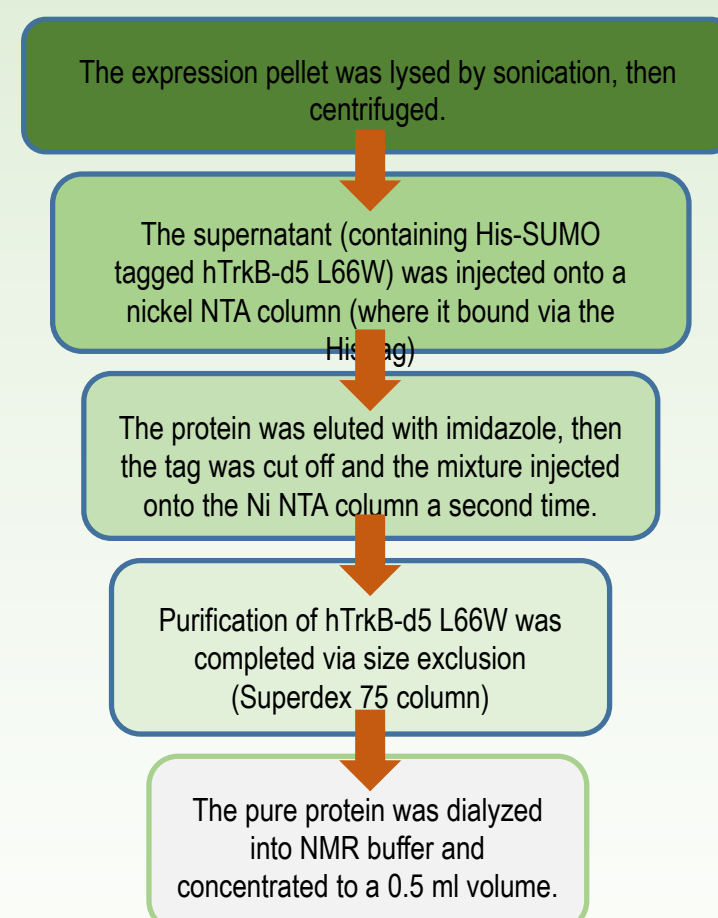 The expression pellet was lysed by sonication, then
centrifuged.
The supernatant (containing His-SUMO
tagged hTrkB-d5 L66W) was injected onto a
nickel NTA column (where it bound via the
His tag)
The protein was eluted with imidazole, then
the tag was cut off and the mixture injected
onto the Ni NTA column a second time.
Purification of hTrkB-d5 L66W was
completed via size exclusion
(Superdex 75 column)
The pure protein was dialyzed
into NMR buffer and
concentrated to a 0.5 ml volume.